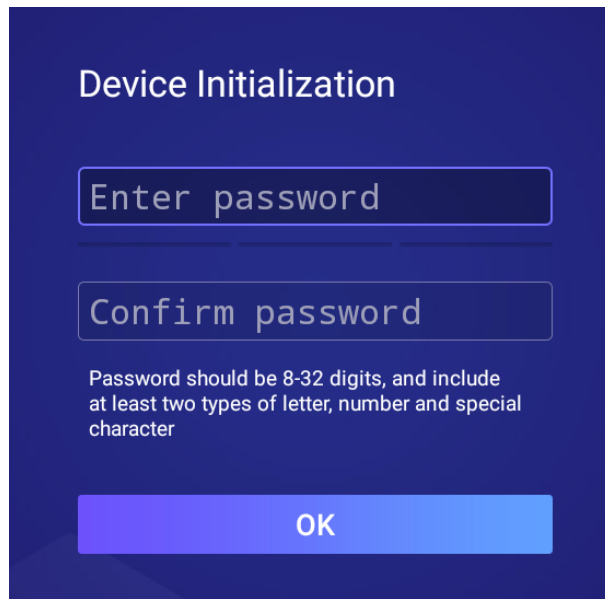 Device Initialization
Enter password
Confirm password
Password should be 8-32 digits, and include
at least two types of letter, number and special
character
OK